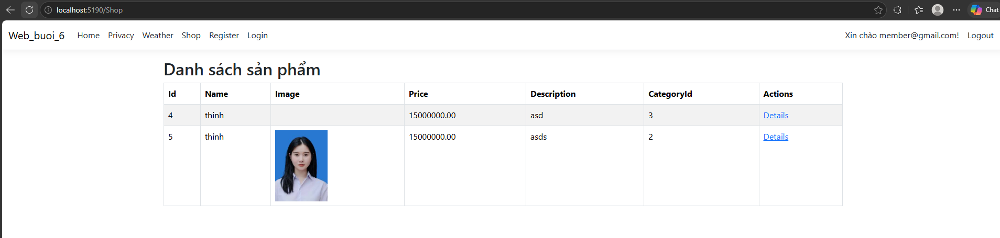 localhost:5190/Shop
Chat
Web_buoi_6 Home Privacy Weather Shop Register Login Xin chào member@gmail.com! Logout
Danh sách sản phẩm
Id Name Image Price Description CategoryId Actions
4 thinh 15000000.00 asd 3 Details
5 thinh 15000000.00 asds 2 Details